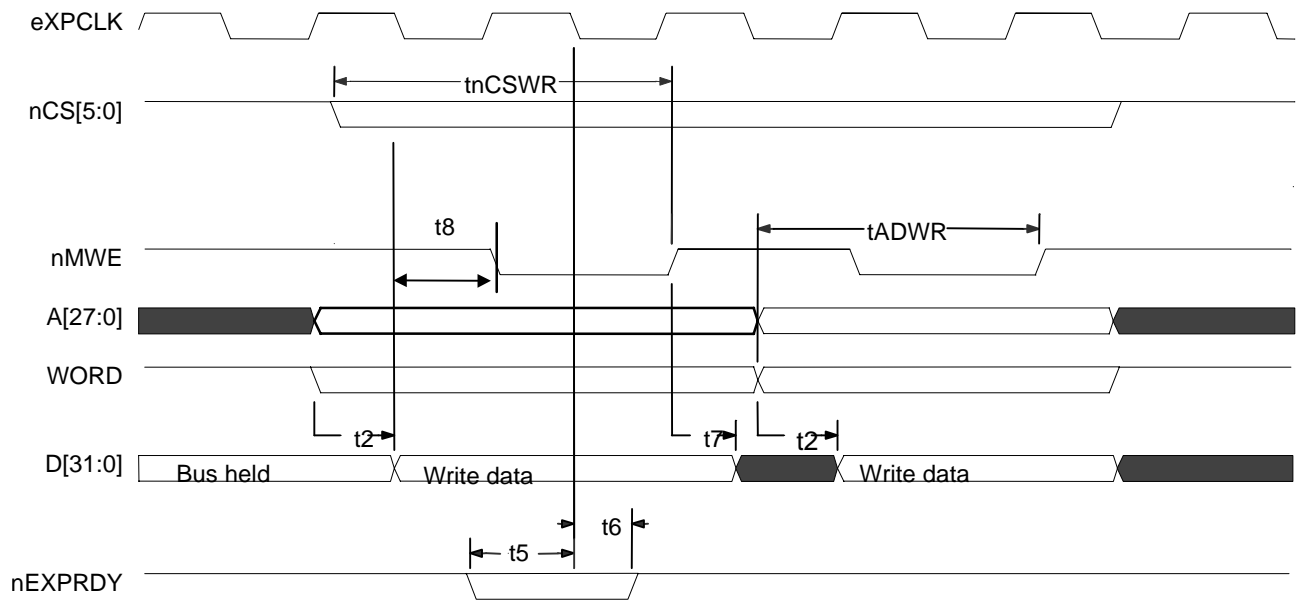 eXPCLK
tnCSWR
nCS[5:0]
t8
tADWR
nMWE
A[27:0]
WORD
t2
t7
t2
D[31:0]
Bus held
Write data
Write data
t6
t5
nEXPRDY